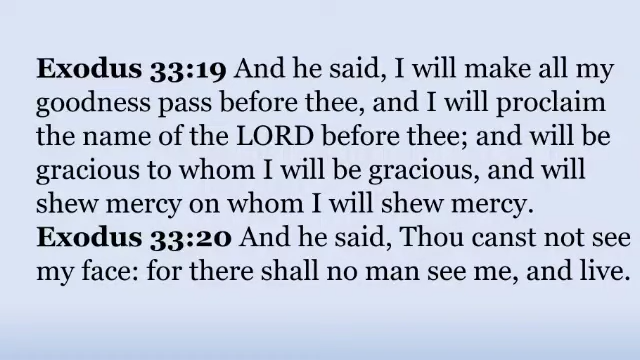 Exodus 33:19 And he said, I will make all my
goodness pass before thee, and I will proclaim
the name of the LORD before thee; and will be
gracious to whom I will be gracious, and will
shew mercy on whom I will shew mercy.
Exodus 33:20 And he said, Thou canst not see
my face: for there shall no man see me, and live.